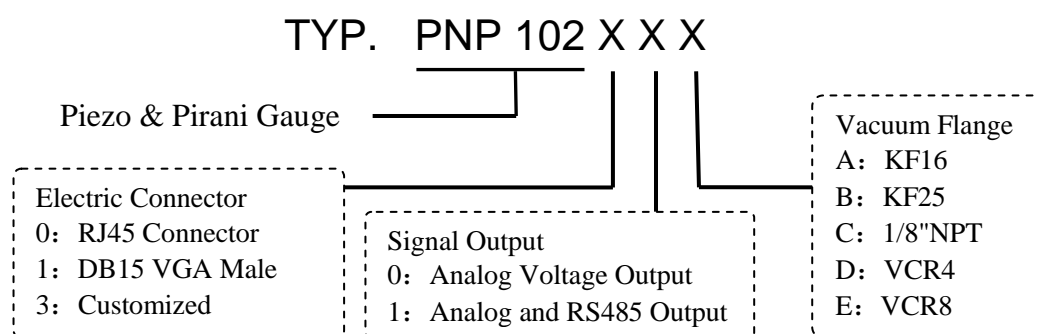 TYP. PNP 102 X X X
Piezo & Pirani Gauge
Electric Connector
0：RJ45 Connector
1：DB15 VGA Male
3：Customized
Signal Output
0：Analog Voltage Output
1：Analog and RS485 Output
Vacuum Flange
A：KF16
B：KF25
C：1/8"NPT
D：VCR4
E：VCR8